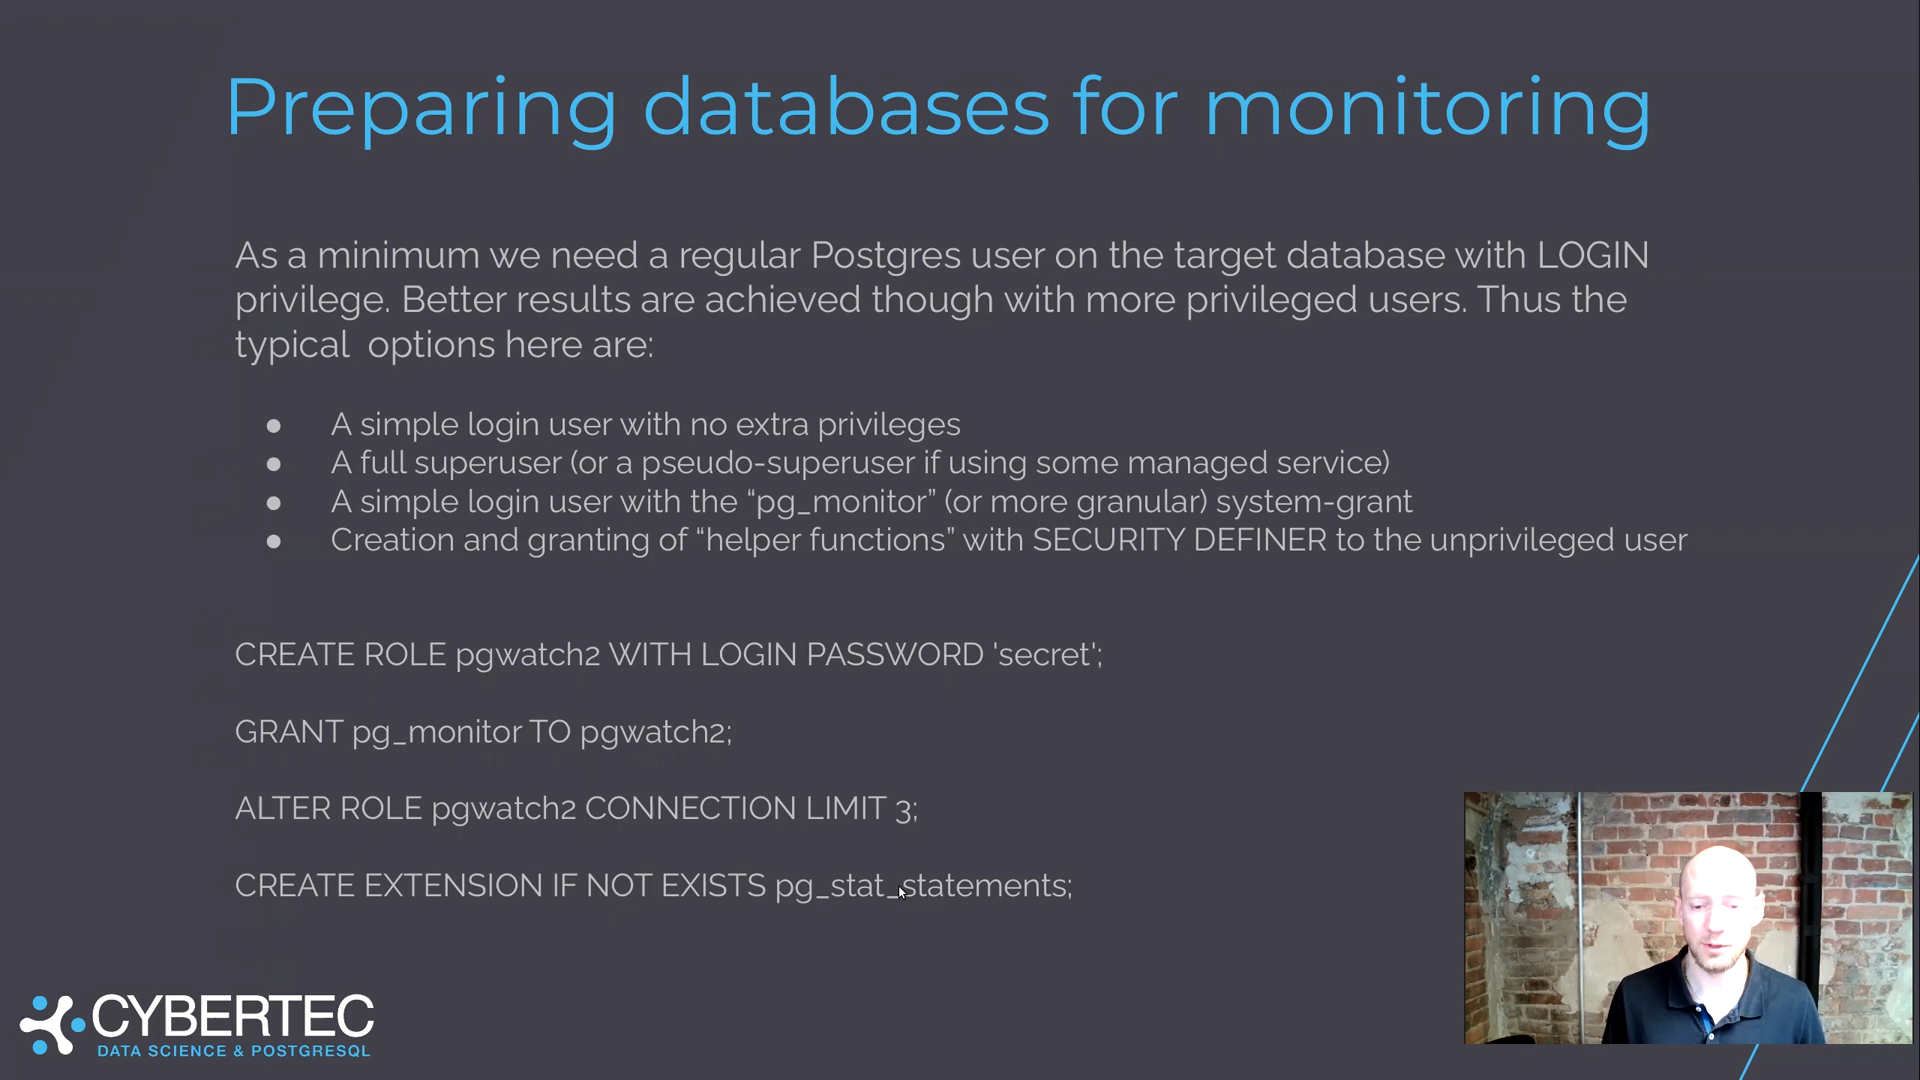 Preparing databases for monitoring
As a minimum we need a regular Postgres user on the target database with LOGIN
privilege. Better results are achieved though with more privileged users. Thus the
typical  options here are:
● A simple login user with no extra privileges
● A full superuser (or a pseudo-superuser if using some managed service)
● A simple login user with the “pg_monitor” (or more granular) system-grant
● Creation and granting of “helper functions” with SECURITY DEFINER to the unprivileged user
CREATE ROLE pgwatch2 WITH LOGIN PASSWORD 'secret';
GRANT pg_monitor TO pgwatch2;
ALTER ROLE pgwatch2 CONNECTION LIMIT 3;
CREATE EXTENSION IF NOT EXISTS pg_stat_statements;
CYBERTEC
DATA SCIENCE & POSTGRESQL